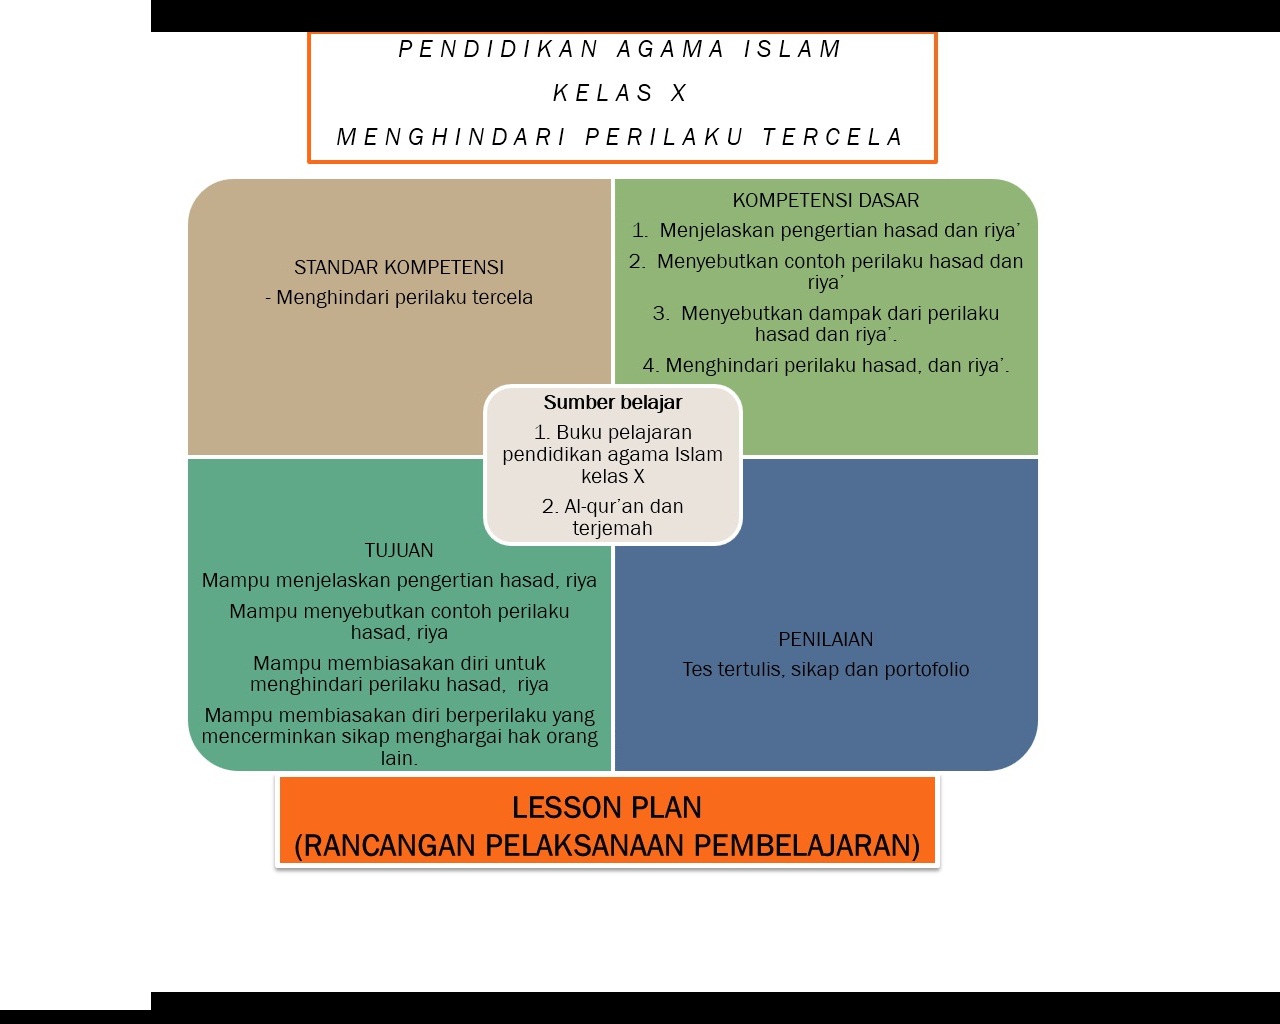 PENDIDIKAN AGAMA ISLAM
KELAS X
MENGHINDARI PERILAKU TERCELA
STANDAR KOMPETENSI
- Menghindari perilaku tercela
KOMPETENSI DASAR
1. Menjelaskan pengertian hasad dan riya’
2. Menyebutkan contoh perilaku hasad dan
riya’
3. Menyebutkan dampak dari perilaku
hasad dan riya’.
4. Menghindari perilaku hasad, dan riya’.
Sumber belajar
1. Buku pelajaran
pendidikan agama Islam
kelas X
2. Al-qur’an dan
terjemah
TUJUAN
Mampu menjelaskan pengertian hasad, riya
Mampu menyebutkan contoh perilaku
hasad, riya
Mampu membiasakan diri untuk
menghindari perilaku hasad, riya
Mampu membiasakan diri berperilaku yang
mencerminkan sikap menghargai hak orang
lain.
PENILAIAN
Tes tertulis, sikap dan portofolio
LESSON PLAN
(RANCANGAN PELAKSANAAN PEMBELAJARAN)